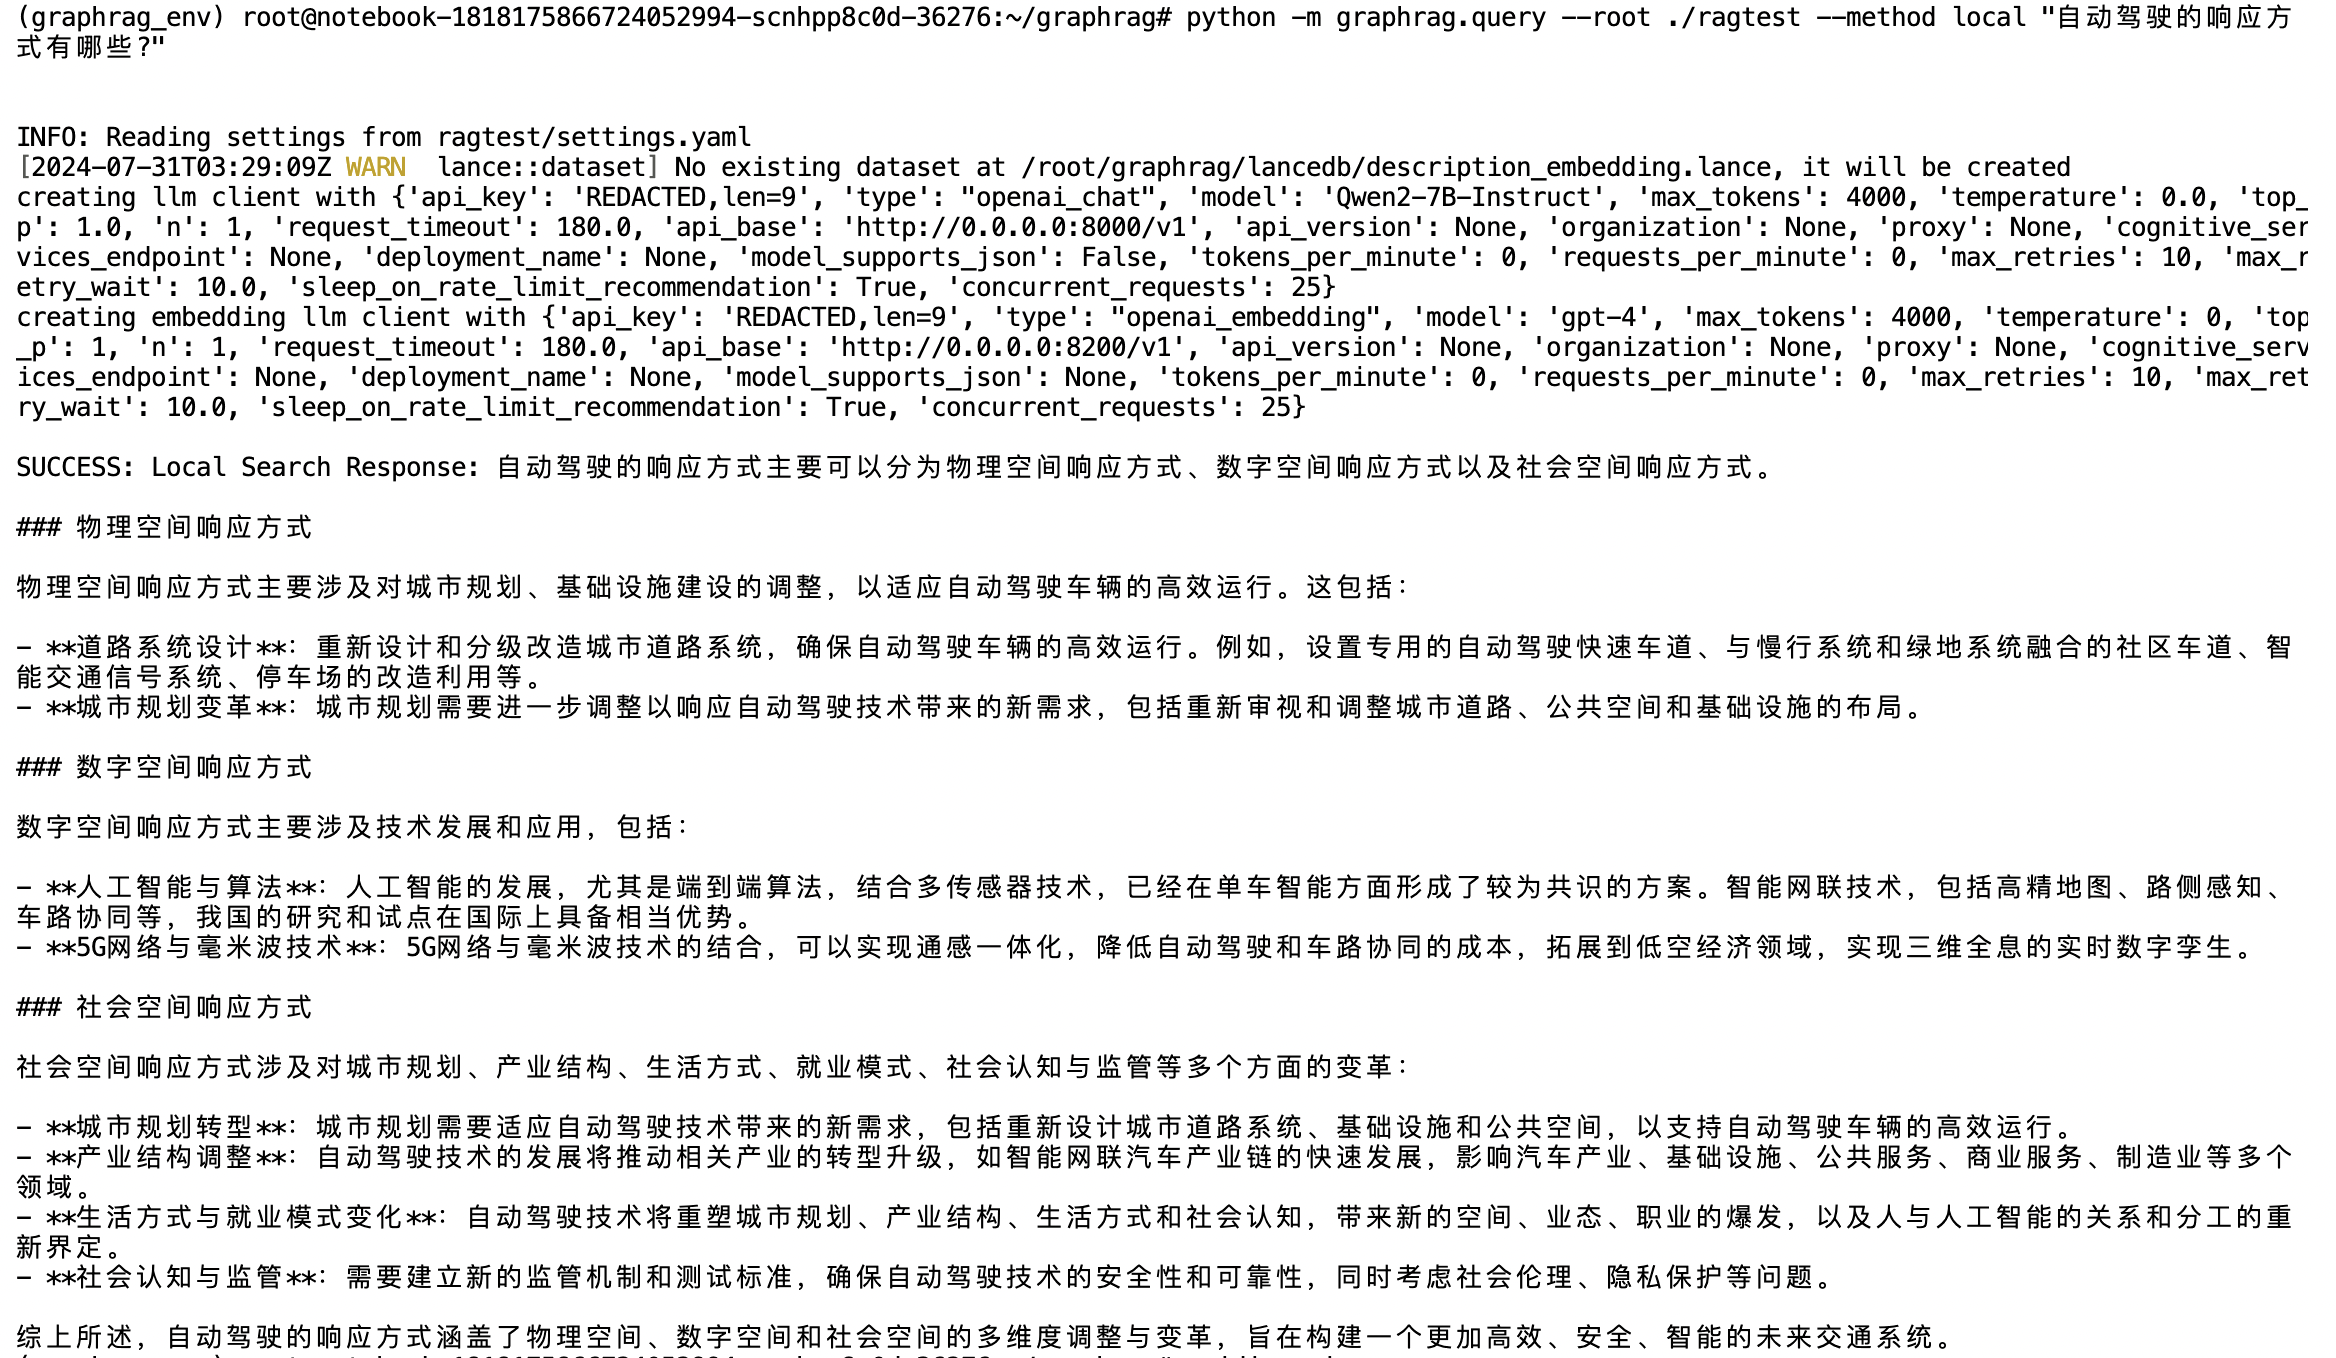 (graphrag_env) root@notebook-1818175866724052994-scnhpp8c0d-36276:~/graphrag# python -m graphrag.query --root ./ragtest --method local "自动驾驶的响应方
式有哪些?"
INFO: Reading settings from ragtest/settings.yaml
[2024-07-31T03:29:09Z WARN  lance::dataset] No existing dataset at /root/graphrag/lancedb/description_embedding.lance, it will be created
creating llm client with {'api_key': 'REDACTED,len=9', 'type': "openai_chat", 'model': 'Qwen2-7B-Instruct', 'max_tokens': 4000, 'temperature': 0.0, 'top_
p': 1.0, 'n': 1, 'request_timeout': 180.0, 'api_base': 'http://0.0.0.0:8000/v1', 'api_version': None, 'organization': None, 'proxy': None, 'cognitive_ser
vices_endpoint': None, 'deployment_name': None, 'model_supports_json': False, 'tokens_per_minute': 0, 'requests_per_minute': 0, 'max_retries': 10, 'max_r
etry_wait': 10.0, 'sleep_on_rate_limit_recommendation': True, 'concurrent_requests': 25}
creating embedding llm client with {'api_key': 'REDACTED,len=9', 'type': "openai_embedding", 'model': 'gpt-4', 'max_tokens': 4000, 'temperature': 0, 'top
_p': 1, 'n': 1, 'request_timeout': 180.0, 'api_base': 'http://0.0.0.0:8200/v1', 'api_version': None, 'organization': None, 'proxy': None, 'cognitive_serv
ices_endpoint': None, 'deployment_name': None, 'model_supports_json': None, 'tokens_per_minute': 0, 'requests_per_minute': 0, 'max_retries': 10, 'max_ret
ry_wait': 10.0, 'sleep_on_rate_limit_recommendation': True, 'concurrent_requests': 25}
SUCCESS: Local Search Response: 自动驾驶的响应方式主要可以分为物理空间响应方式、数字空间响应方式以及社会空间响应方式。
### 物理空间响应方式
物理空间响应方式主要涉及对城市规划、基础设施建设的调整，以适应自动驾驶车辆的高效运行。这包括：
- **道路系统设计**：重新设计和分级改造城市道路系统，确保自动驾驶车辆的高效运行。例如，设置专用的自动驾驶快速车道、与慢行系统和绿地系统融合的社区车道、智
能交通信号系统、停车场的改造利用等。
- **城市规划变革**：城市规划需要进一步调整以响应自动驾驶技术带来的新需求，包括重新审视和调整城市道路、公共空间和基础设施的布局。
### 数字空间响应方式
数字空间响应方式主要涉及技术发展和应用，包括：
- **人工智能与算法**：人工智能的发展，尤其是端到端算法，结合多传感器技术，已经在单车智能方面形成了较为共识的方案。智能网联技术，包括高精地图、路侧感知、
车路协同等，我国的研究和试点在国际上具备相当优势。
- **5G网络与毫米波技术**：5G网络与毫米波技术的结合，可以实现通感一体化，降低自动驾驶和车路协同的成本，拓展到低空经济领域，实现三维全息的实时数字孪生。
### 社会空间响应方式
社会空间响应方式涉及对城市规划、产业结构、生活方式、就业模式、社会认知与监管等多个方面的变革：
- **城市规划转型**：城市规划需要适应自动驾驶技术带来的新需求，包括重新设计城市道路系统、基础设施和公共空间，以支持自动驾驶车辆的高效运行。
- **产业结构调整**：自动驾驶技术的发展将推动相关产业的转型升级，如智能网联汽车产业链的快速发展，影响汽车产业、基础设施、公共服务、商业服务、制造业等多个
领域。
- **生活方式与就业模式变化**：自动驾驶技术将重塑城市规划、产业结构、生活方式和社会认知，带来新的空间、业态、职业的爆发，以及人与人工智能的关系和分工的重
新界定。
- **社会认知与监管**：需要建立新的监管机制和测试标准，确保自动驾驶技术的安全性和可靠性，同时考虑社会伦理、隐私保护等问题。
综上所述，自动驾驶的响应方式涵盖了物理空间、数字空间和社会空间的多维度调整与变革，旨在构建一个更加高效、安全、智能的未来交通系统。